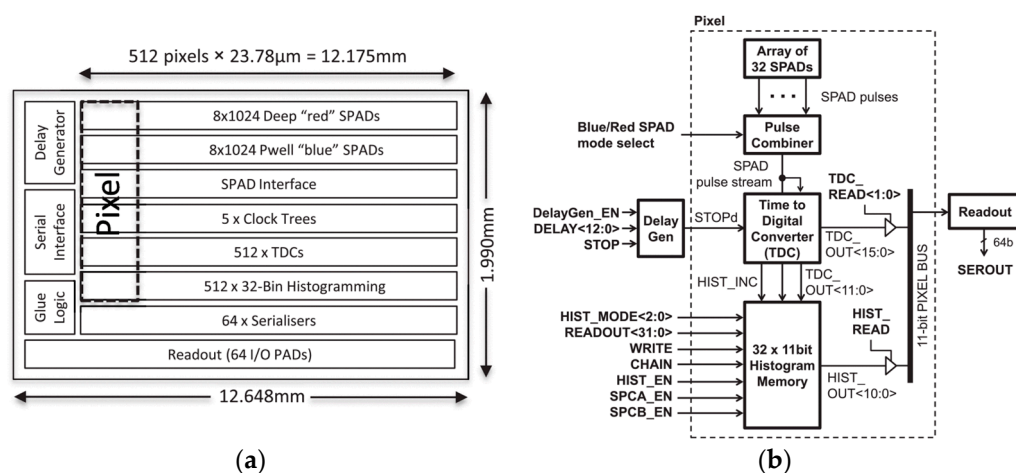 512 pixels × 23.78μm = 12.175mm
Delay
Generator
Serial
Interface
Glue
Logic
Pixel
8x1024 Deep “red” SPADs
8x1024 Pwell “blue” SPADs
SPAD Interface
5 x Clock Trees
512 x TDCs
512 x 32-Bin Histogramming
64 x Serialisers
Readout (64 I/O PADs)
1.990mm
12.648mm
(a)
Pixel
Array of
32 SPADs
SPAD pulses
Blue/Red SPAD
mode select
Pulse
Combiner
SPAD
pulse stream
TDC_
READ<1:0>
DelayGen_EN
DELAY<12:0>
STOP
Delay
Gen
STOPd
Time to
Digital
Converter
(TDC)
TDC_
OUT<15:0>
Readout
64b
SEROUT
HIST_INC
TDC_
OUT<11:0>
11-bit PIXEL BUS
HIST_MODE<2:0>
READOUT<31:0>
WRITE
CHAIN
HIST_EN
SPCA_EN
SPCB_EN
32 x 11bit
Histogram
Memory
HIST_
READ
HIST_
OUT<10:0>
(b)